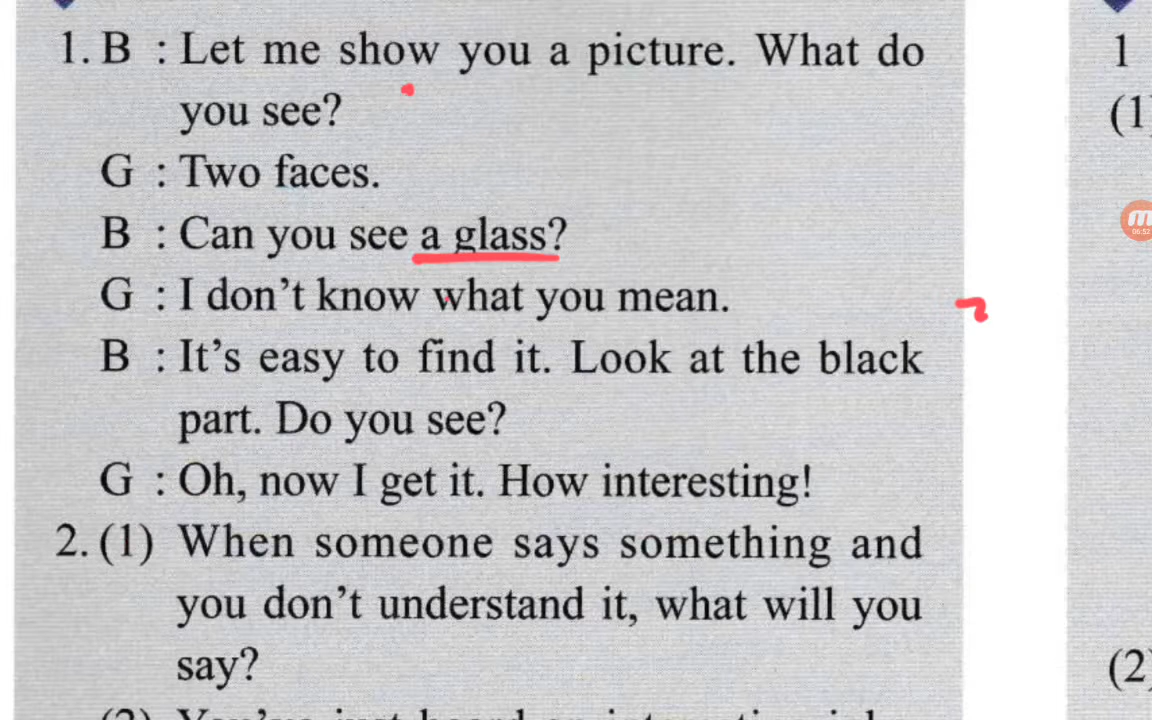 1. B : Let me show you a picture. What do
you see?
G : Two faces.
B : Can you see a glass?
G : I don't know what you mean.
B : It's easy to find it. Look at the black
part. Do you see?
G : Oh, now I get it. How interesting!
2. (1) When someone says something and
you don't understand it, what will you
say?
1
(1)
06:52
(2)